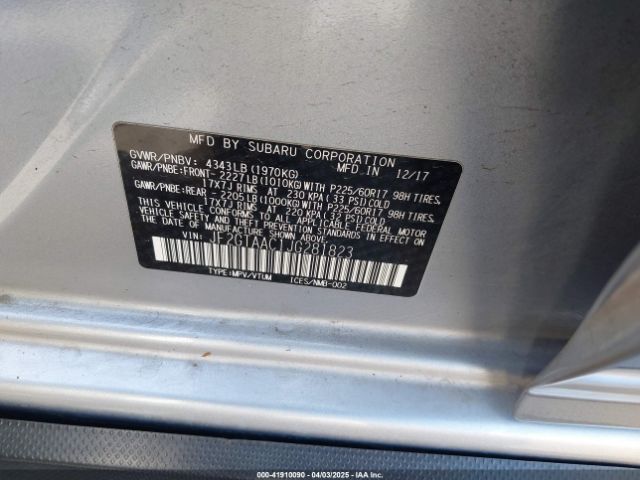 MFD BY SUBARU CORPORATION
GVWR/PNBV: 4343LB(1970KG) MFD.IN 12/17
GAWR/PNBE:FRONT-2227LB(1010KG)WITH P225/60R17 98H TIRES,
17X7J RIMS AT 230 KPA (33 PSI)COLD.
GAWR/PNBE:REAR -2205LB(1000KG)WITH P225/60R17 98H TIRES,
17X7J RIMS AT 220 KPA (32 PSI)COLD.
THIS VEHICLE CONFORMS TO ALL APPLICABLE FEDERAL MOTOR
VEHICLE SAFETY, BUMPER, AND THEFT PREVENTION STANDARDS IN
EFFECT ON THE DATE OF MANUFACTURE SHOWN ABOVE.
VIN: JF2GTAAC1JG281823
TYPE:MPV/VTUM ICES/NMB-002
000-41910090 - 04/03/2025 - IAAI, Inc.